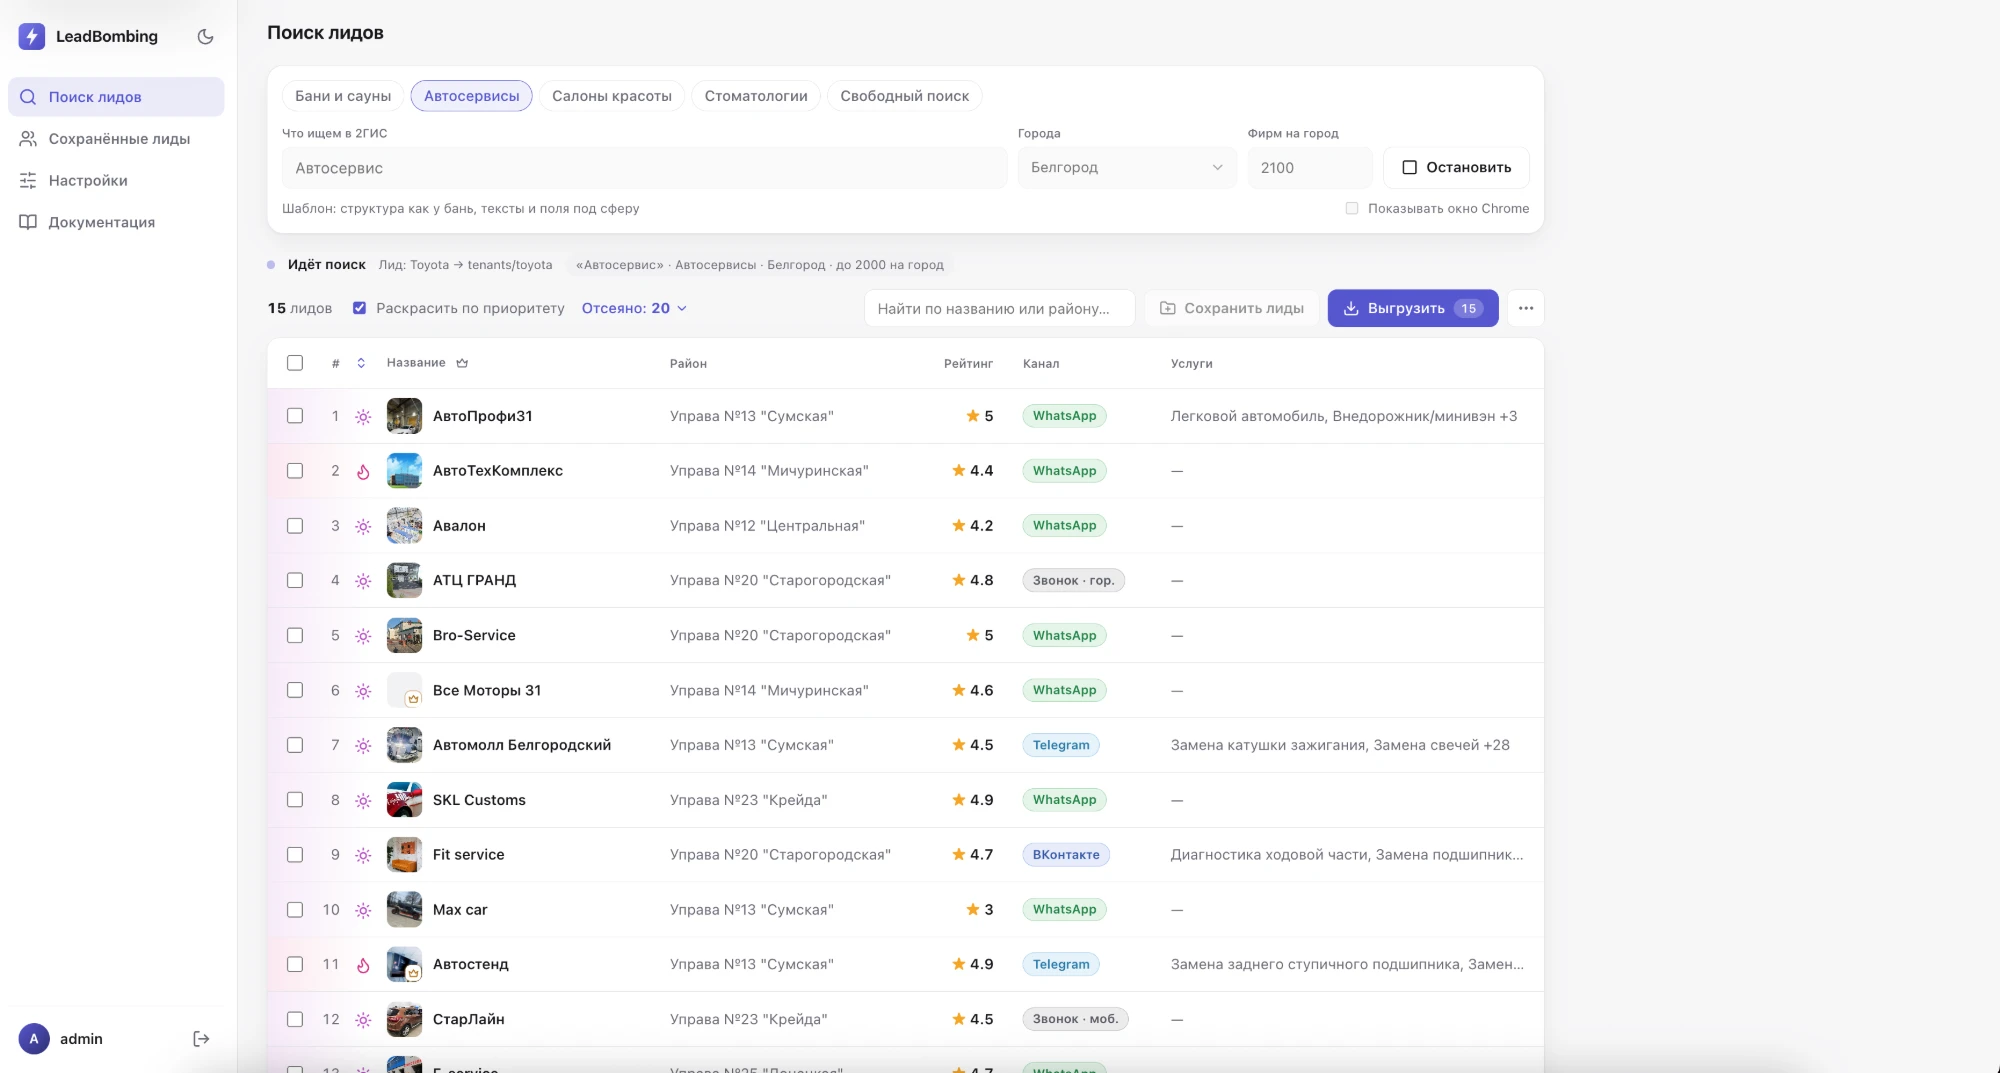 LeadBombing
Поиск лидов
Сохранённые лиды
Настройки
Документация
A admin
Поиск лидов
Бани и сауны Автосервисы Салоны красоты Стоматологии Свободный поиск
Что ищем в 2ГИС Города Фирм на город
Автосервис Белгород 2100 Остановить
Шаблон: структура как у бань, тексты и поля под сферу Показывать окно Chrome
Идёт поиск Лид: Toyota → tenants/toyota «Автосервис» · Автосервисы · Белгород · до 2000 на город
15 лидов Раскрасить по приоритету Отсеяно: 20 Найти по названию или району... Сохранить лиды Выгрузить 15
# Название Район Рейтинг Канал Услуги
1 АвтоПрофи31 Управа №13 "Сумская" 5 WhatsApp Легковой автомобиль, Внедорожник/минивэн +3
2 АвтоТехКомплекс Управа №14 "Мичуринская" 4.4 WhatsApp —
3 Авалон Управа №12 "Центральная" 4.2 WhatsApp —
4 АТЦ ГРАНД Управа №20 "Старогородская" 4.8 Звонок · гор. —
5 Bro-Service Управа №20 "Старогородская" 5 WhatsApp —
6 Все Моторы 31 Управа №14 "Мичуринская" 4.6 WhatsApp —
7 Автомолл Белгородский Управа №13 "Сумская" 4.5 Telegram Замена катушки зажигания, Замена свечей +28
8 SKL Customs Управа №23 "Крейда" 4.9 WhatsApp —
9 Fit service Управа №20 "Старогородская" 4.7 ВКонтакте Диагностика ходовой части, Замена подшипник...
10 Max car Управа №13 "Сумская" 3 WhatsApp —
11 Автостенд Управа №13 "Сумская" 4.9 Telegram Замена заднего ступичного подшипника, Замен...
12 СтарЛайн Управа №23 "Крейда" 4.5 Звонок · моб. —
13 4.7 WhatsApp